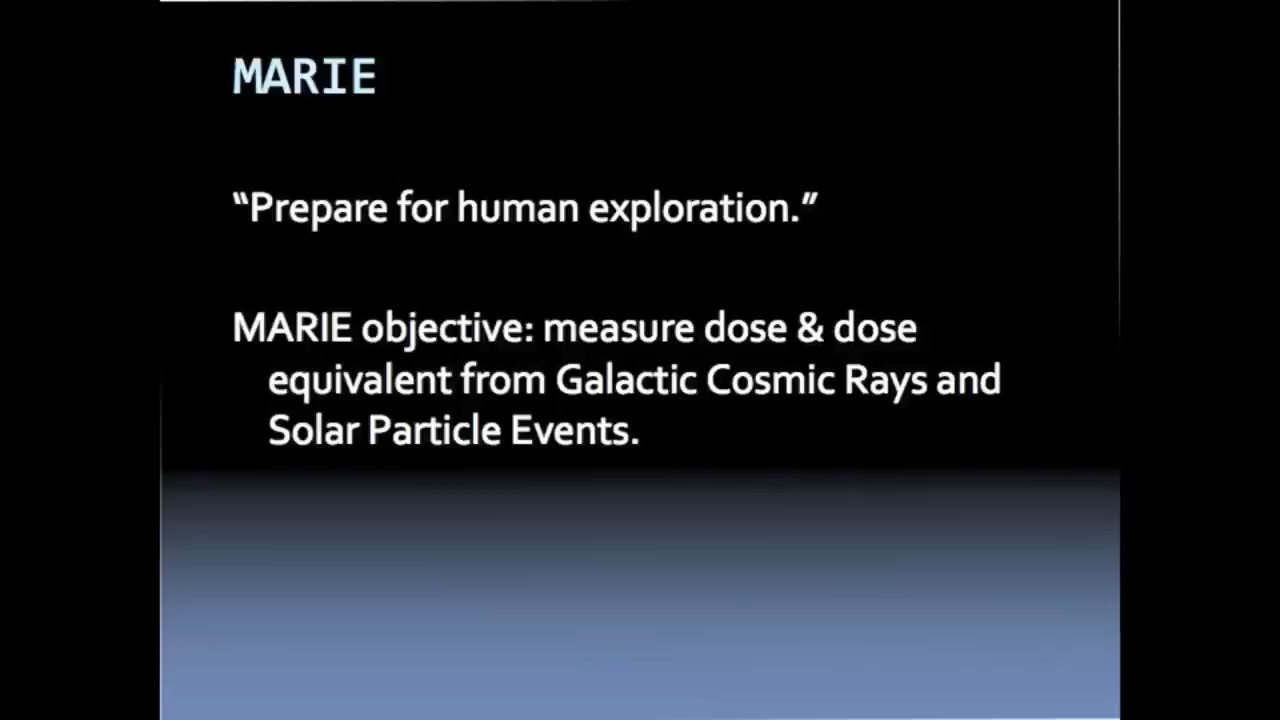 MARIE
“Prepare for human exploration.”
MARIE objective: measure dose & dose
equivalent from Galactic Cosmic Rays and
Solar Particle Events.